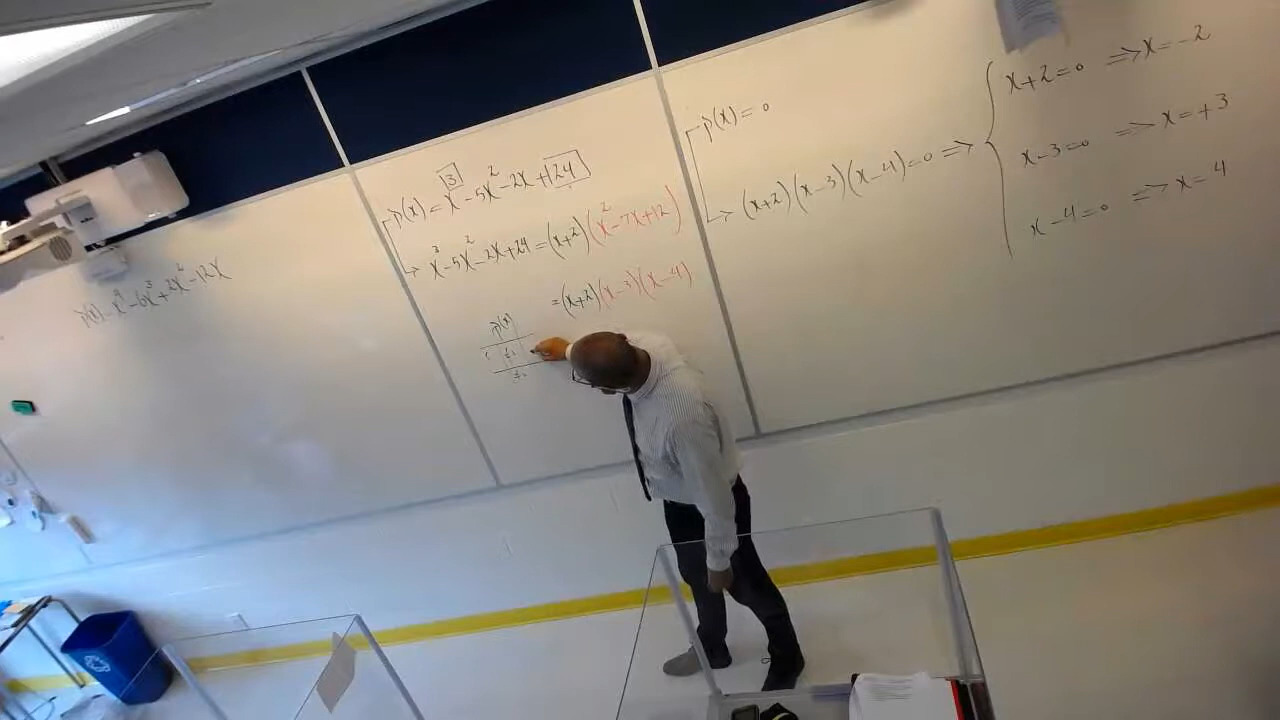 p(x) = x⁴ - 6x³ + 2x² - 12x
p(x) = x³ - 5x² - 2x + 24
→ x³ - 5x² - 2x + 24 = (x+2)(x² - 7x + 12)
= (x+2)(x-3)(x-4)
p(x)
p(x) = 0
→ (x+2)(x-3)(x-4) = 0 ⇒
x+2=0 ⇒ x=-2
x-3=0 ⇒ x=+3
x-4=0 ⇒ x=4